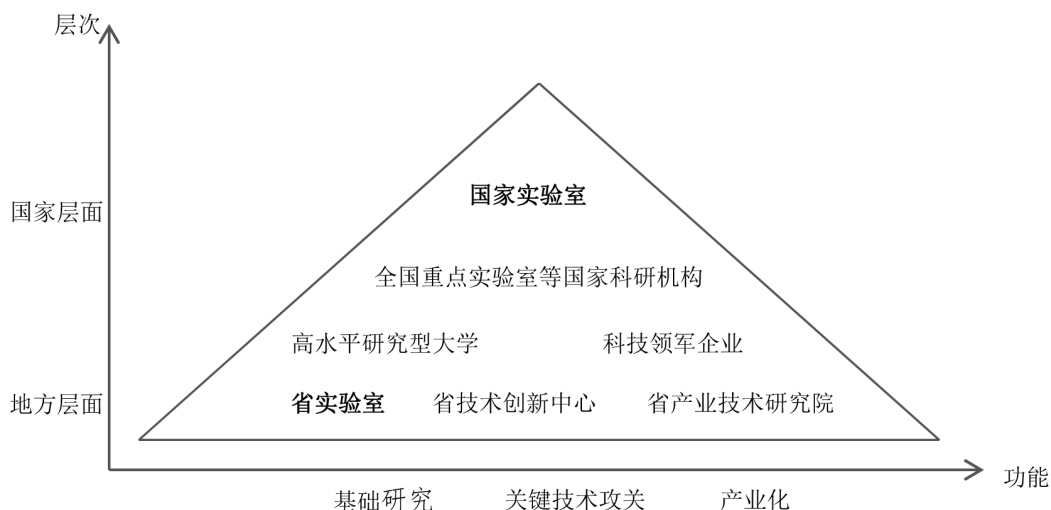 层次
国家实验室
国家层面
全国重点实验室等国家科研机构
高水平研究型大学 科技领军企业
地方层面 省实验室 省技术创新中心 省产业技术研究院
功能
基础研究 关键技术攻关 产业化